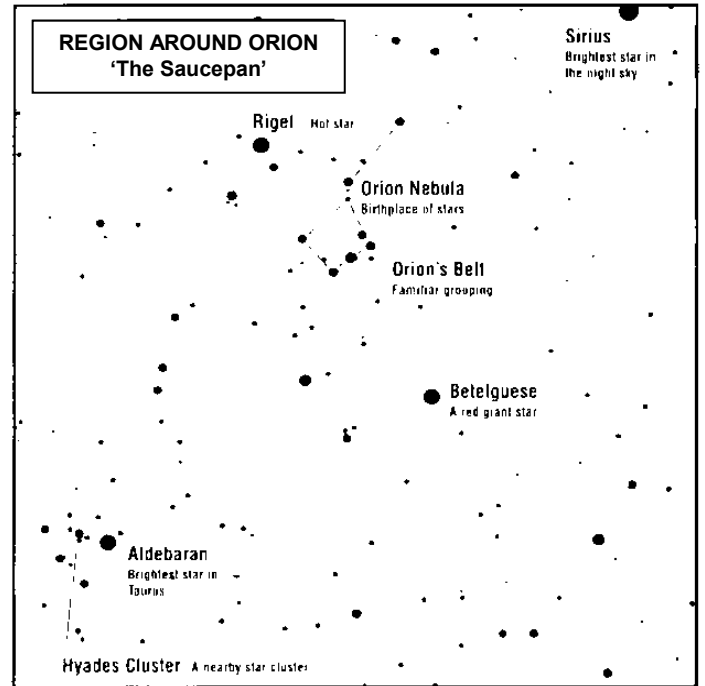 REGION AROUND ORION
‘The Saucepan’
Sirius
Brightest star in
the night sky
Rigel Hot star
Orion Nebula
Birthplace of stars
Orion's Belt
Familiar grouping
Betelguese
A red giant star
Aldebaran
Brightest star in
Taurus
Hyades Cluster A nearby star cluster